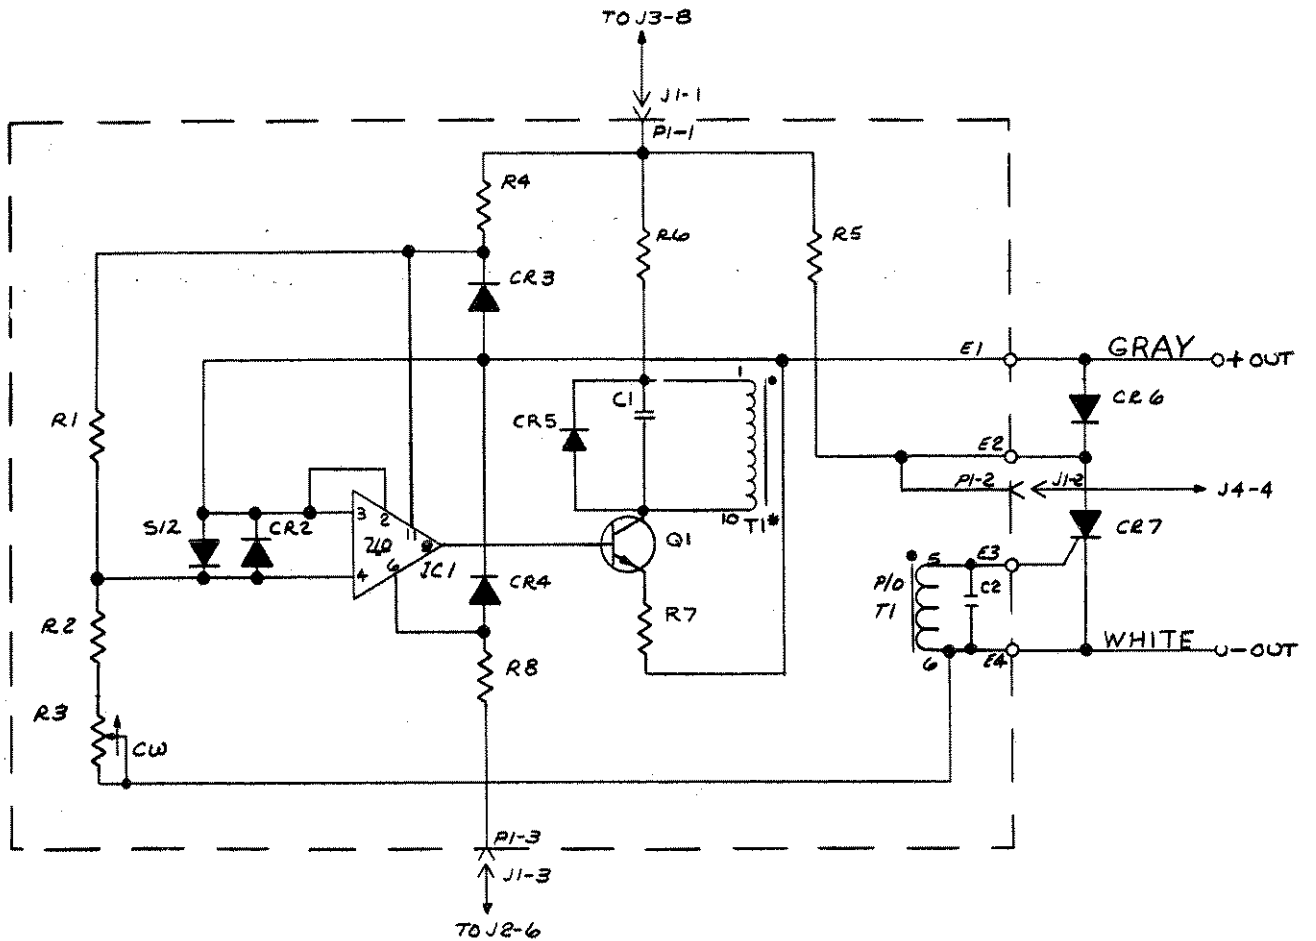 TO J3-8
J1-1
P1-1
R4
R6
R5
CR3
E1
GRAY
+ OUT
1
C1
CR5
CR6
R1
E2
P1-2
J1-2
J4-4
10
T1*
S12
CR2
3
2
1
Q1
CR7
4
6
IC1
CR4
5
E3
P/O
T1
C2
R2
R7
R8
6
E4
WHITE
-OUT
R3
CW
P1-3
J1-3
TO J2-6